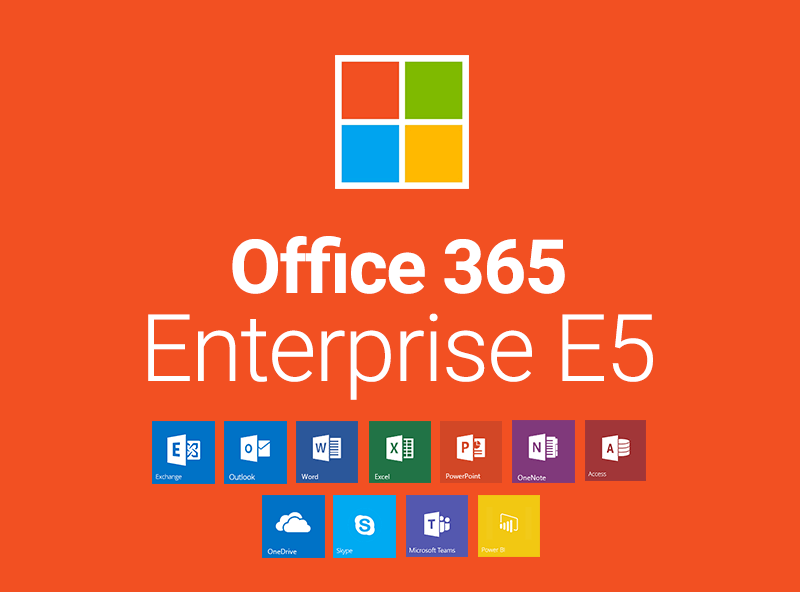 Office 365
Enterprise E5
Exchange
Outlook
Word
Excel
PowerPoint
OneNote
Access
OneDrive
Skype
Microsoft Teams
Power BI